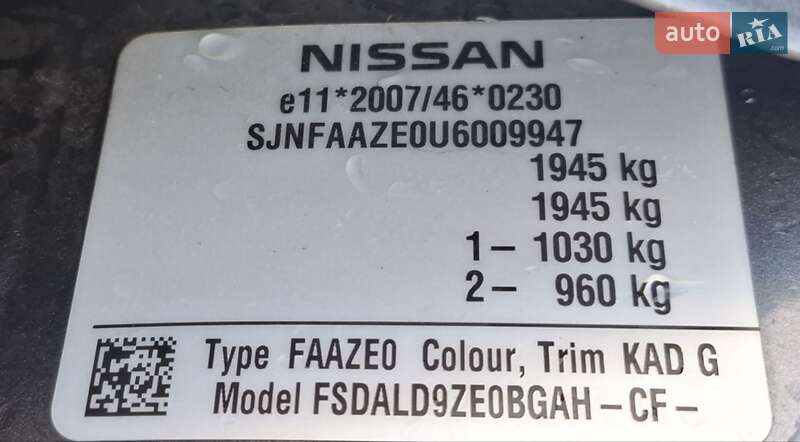 auto RIA.com
NISSAN
e11*2007/46*0230
SJNFAAZE0U6009947
1945 kg
1945 kg
1– 1030 kg
2– 960 kg
Type FAAZE0 Colour, Trim KAD G
Model FSDALD9ZE0BGAH–CF–